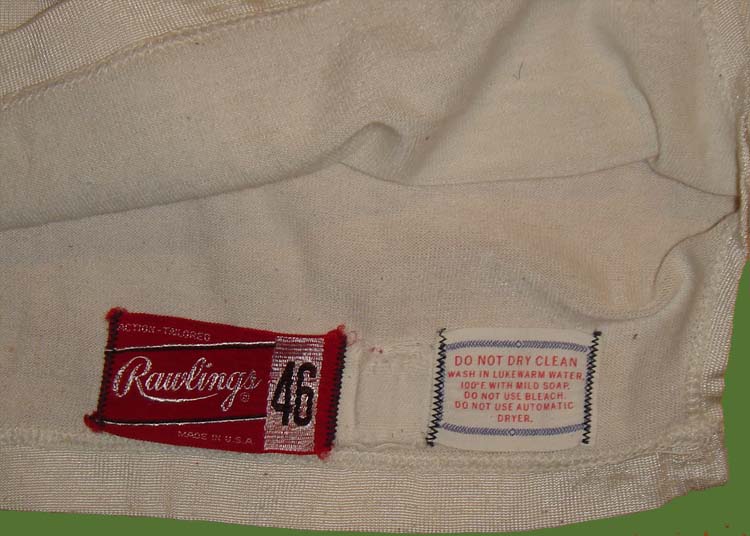 ACTION-TAILORED
Rawlings®
46
MADE IN U.S.A.
DO NOT DRY CLEAN
WASH IN LUKEWARM WATER,
100°F. WITH MILD SOAP.
DO NOT USE BLEACH.
DO NOT USE AUTOMATIC
DRYER.